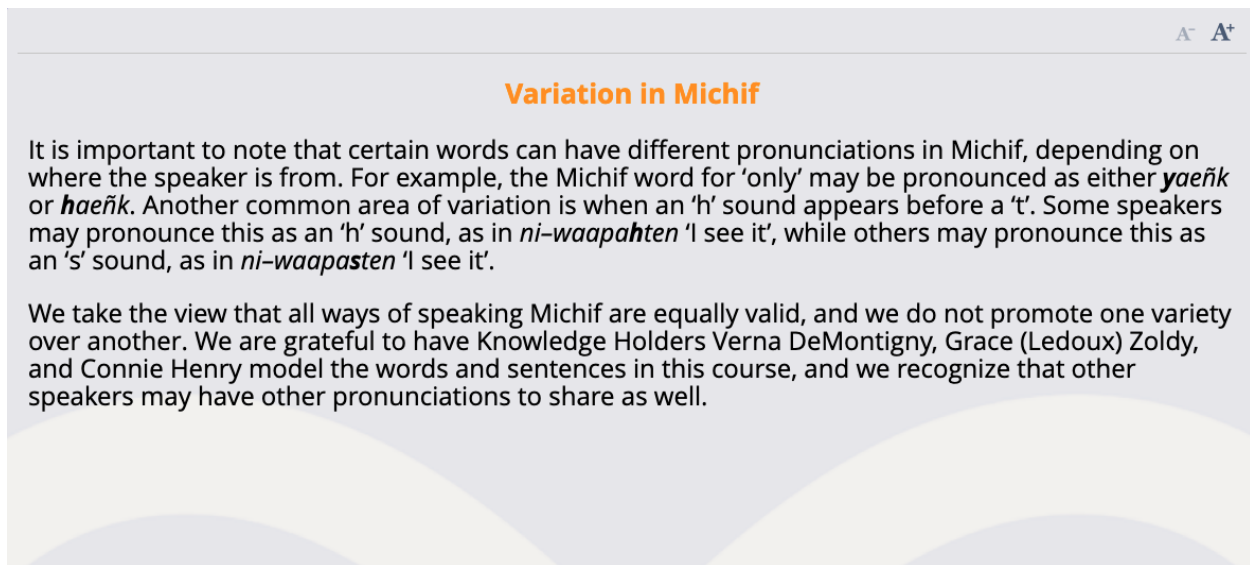 A⁻ A⁺
Variation in Michif
It is important to note that certain words can have different pronunciations in Michif, depending on
where the speaker is from. For example, the Michif word for ‘only’ may be pronounced as either yaeñk
or haeñk. Another common area of variation is when an ‘h’ sound appears before a ‘t’. Some speakers
may pronounce this as an ‘h’ sound, as in ni–waapahten ‘I see it’, while others may pronounce this as
an ‘s’ sound, as in ni–waapasten ‘I see it’.
We take the view that all ways of speaking Michif are equally valid, and we do not promote one variety
over another. We are grateful to have Knowledge Holders Verna DeMontigny, Grace (Ledoux) Zoldy,
and Connie Henry model the words and sentences in this course, and we recognize that other
speakers may have other pronunciations to share as well.